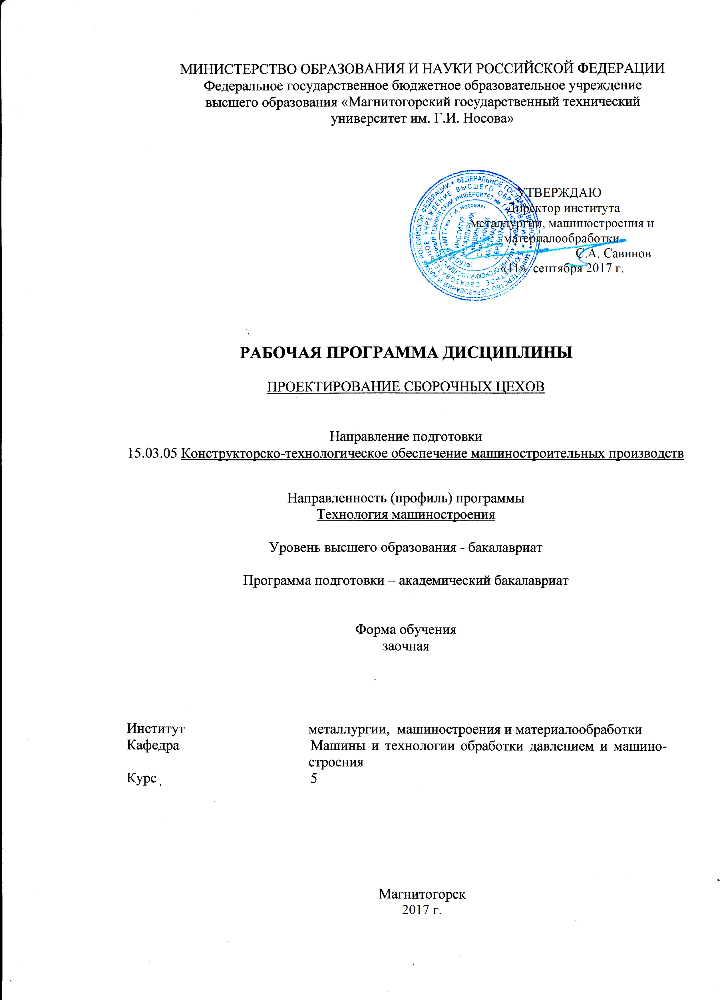 МИНИСТЕРСТВО ОБРАЗОВАНИЯ И НАУКИ РОССИЙСКОЙ ФЕДЕРАЦИИ
Федеральное государственное бюджетное образовательное учреждение
высшего образования «Магнитогорский государственный технический
университет им. Г.И. Носова»
УТВЕРЖДАЮ
Директор института
металлургии, машиностроения и
материалообработки
С.А. Савинов
«11» сентября 2017 г.
РАБОЧАЯ ПРОГРАММА ДИСЦИПЛИНЫ
ПРОЕКТИРОВАНИЕ СБОРОЧНЫХ ЦЕХОВ
Направление подготовки
15.03.05 Конструкторско-технологическое обеспечение машиностроительных производств
Направленность (профиль) программы
Технология машиностроения
Уровень высшего образования - бакалавриат
Программа подготовки – академический бакалавриат
Форма обучения
заочная
Институт металлургии, машиностроения и материалообработки
Кафедра Машины и технологии обработки давлением и машино-
строения
Курс 5
Магнитогорск
2017 г.